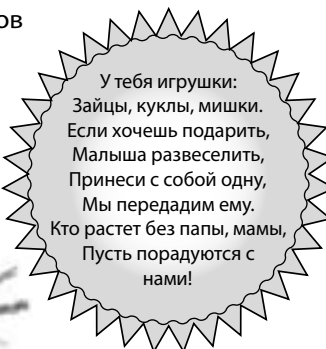 ов
У тебя игрушки:
Зайцы, куклы, мишки.
Если хочешь подарить,
Малыша развеселить,
Принеси с собой одну,
Мы передадим ему.
Кто растет без папы, мамы,
Пусть порадуются с
нами!